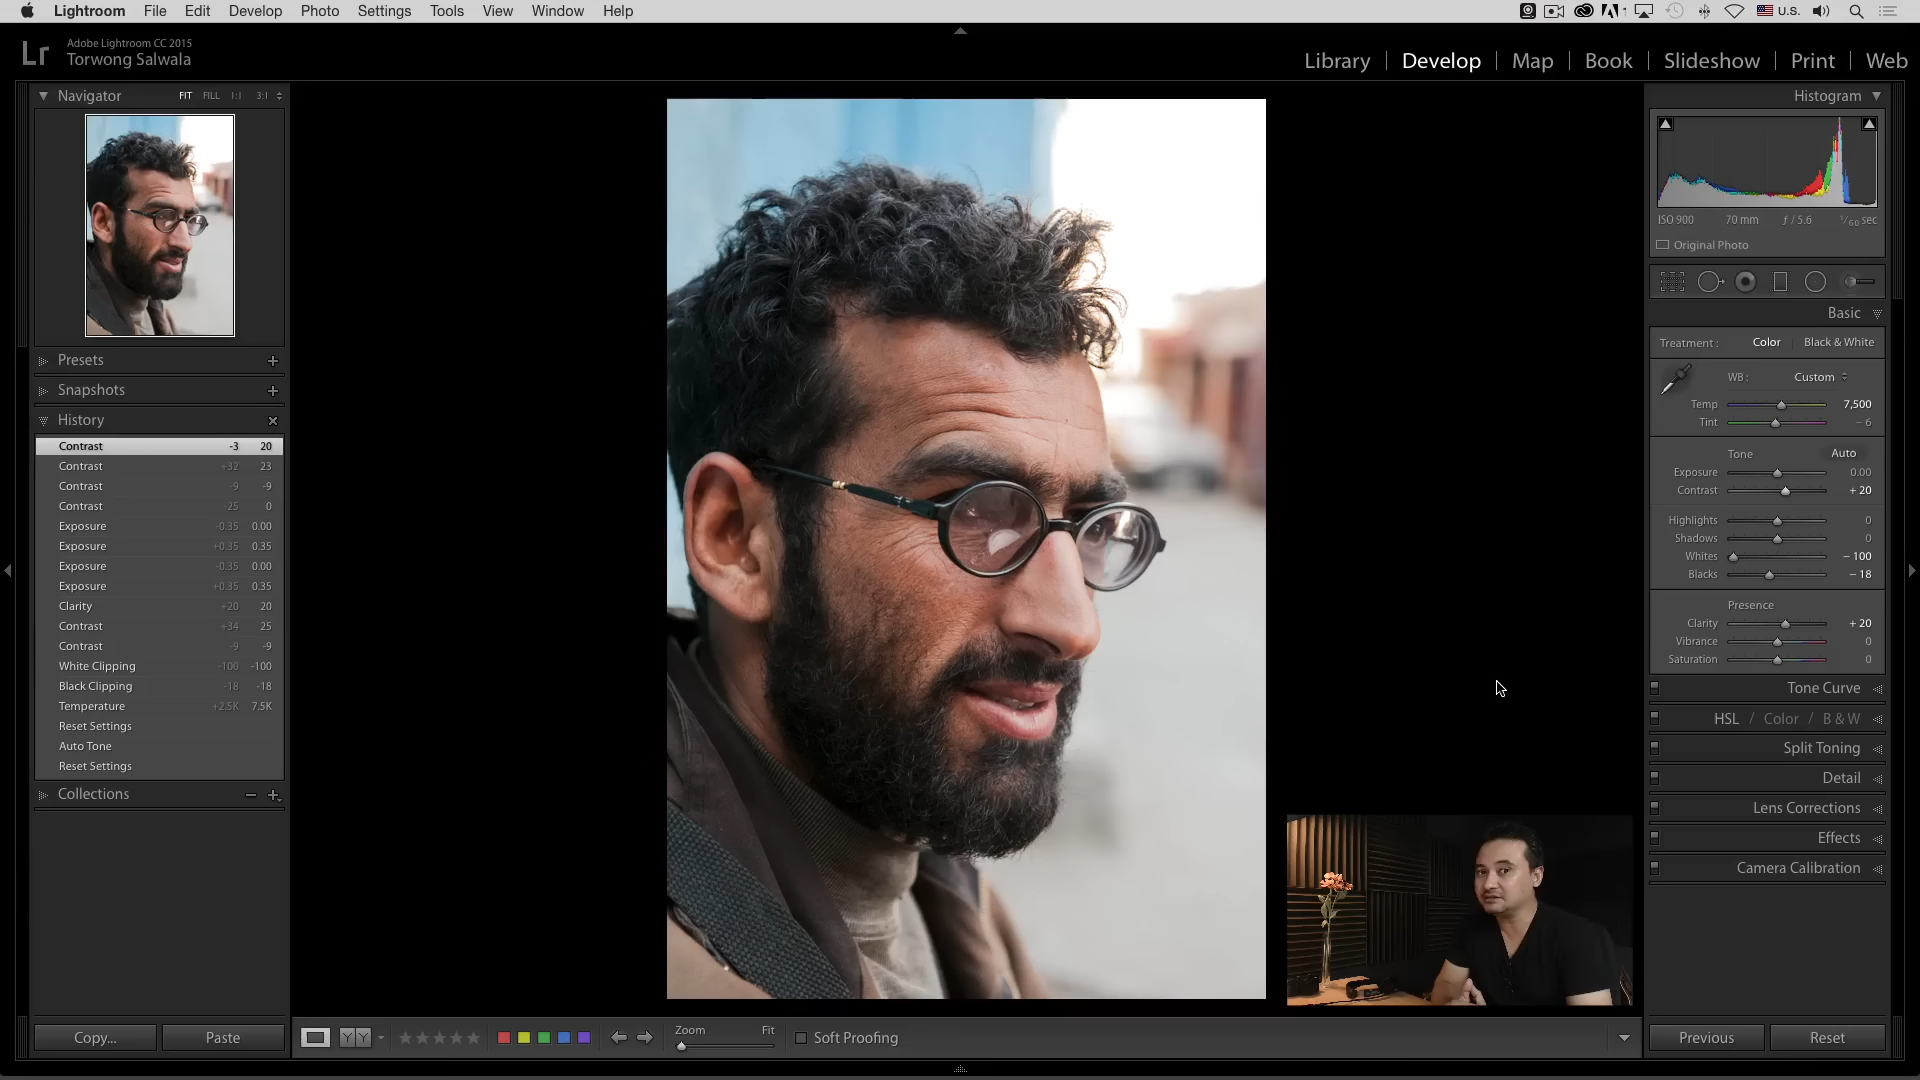 Lightroom File Edit Develop Photo Settings Tools View Window Help U.S.
Lr Adobe Lightroom CC 2015
Torwong Salwala
Library | Develop | Map | Book | Slideshow | Print | Web
Navigator FIT FILL 1:1 3:1
Presets
Snapshots
History
Contrast -3 20
Contrast +32 23
Contrast -9 -9
Contrast -25 0
Exposure -0.35 0.00
Exposure +0.35 0.35
Exposure -0.35 0.00
Exposure +0.35 0.35
Clarity +20 20
Contrast +34 25
Contrast -9 -9
White Clipping -100 -100
Black Clipping -18 -18
Temperature +2.5K 7.5K
Reset Settings
Auto Tone
Reset Settings
Collections
Copy... Paste
YY
Zoom Fit
Soft Proofing
Histogram
ISO 900 70 mm ƒ / 5.6 1/60 sec
Original Photo
Basic
Treatment : Color | Black & White
WB : Custom
Temp 7,500
Tint - 6
Tone Auto
Exposure 0.00
Contrast + 20
Highlights 0
Shadows 0
Whites - 100
Blacks - 18
Presence
Clarity + 20
Vibrance 0
Saturation 0
Tone Curve
HSL / Color / B & W
Split Toning
Detail
Lens Corrections
Effects
Camera Calibration
Previous Reset